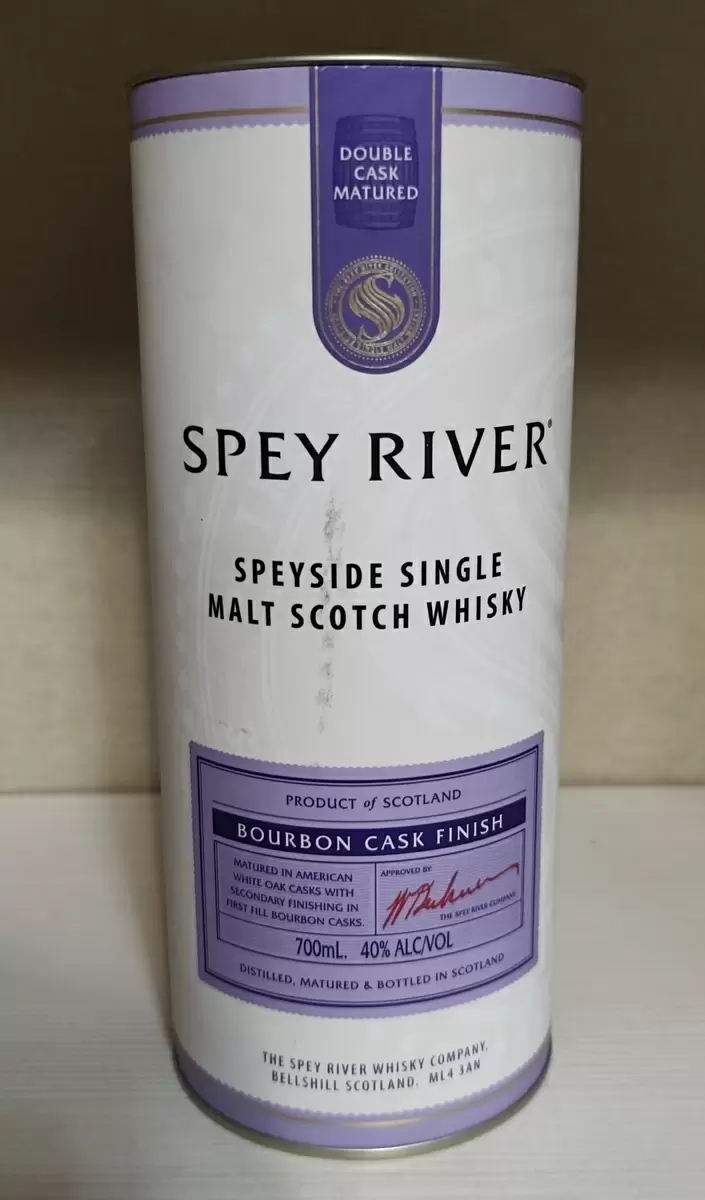 DOUBLE
CASK
MATURED
SPEY RIVER®
SPEYSIDE SINGLE
MALT SCOTCH WHISKY
PRODUCT of SCOTLAND
BOURBON CASK FINISH
MATURED IN AMERICAN
WHITE OAK CASKS WITH
SECONDARY FINISHING IN
FIRST FILL BOURBON CASKS.
APPROVED BY:
THE SPEY RIVER COMPANY
700mL. 40% ALC/VOL
DISTILLED, MATURED & BOTTLED IN SCOTLAND
THE SPEY RIVER WHISKY COMPANY,
BELLSHILL SCOTLAND, ML4 3AN